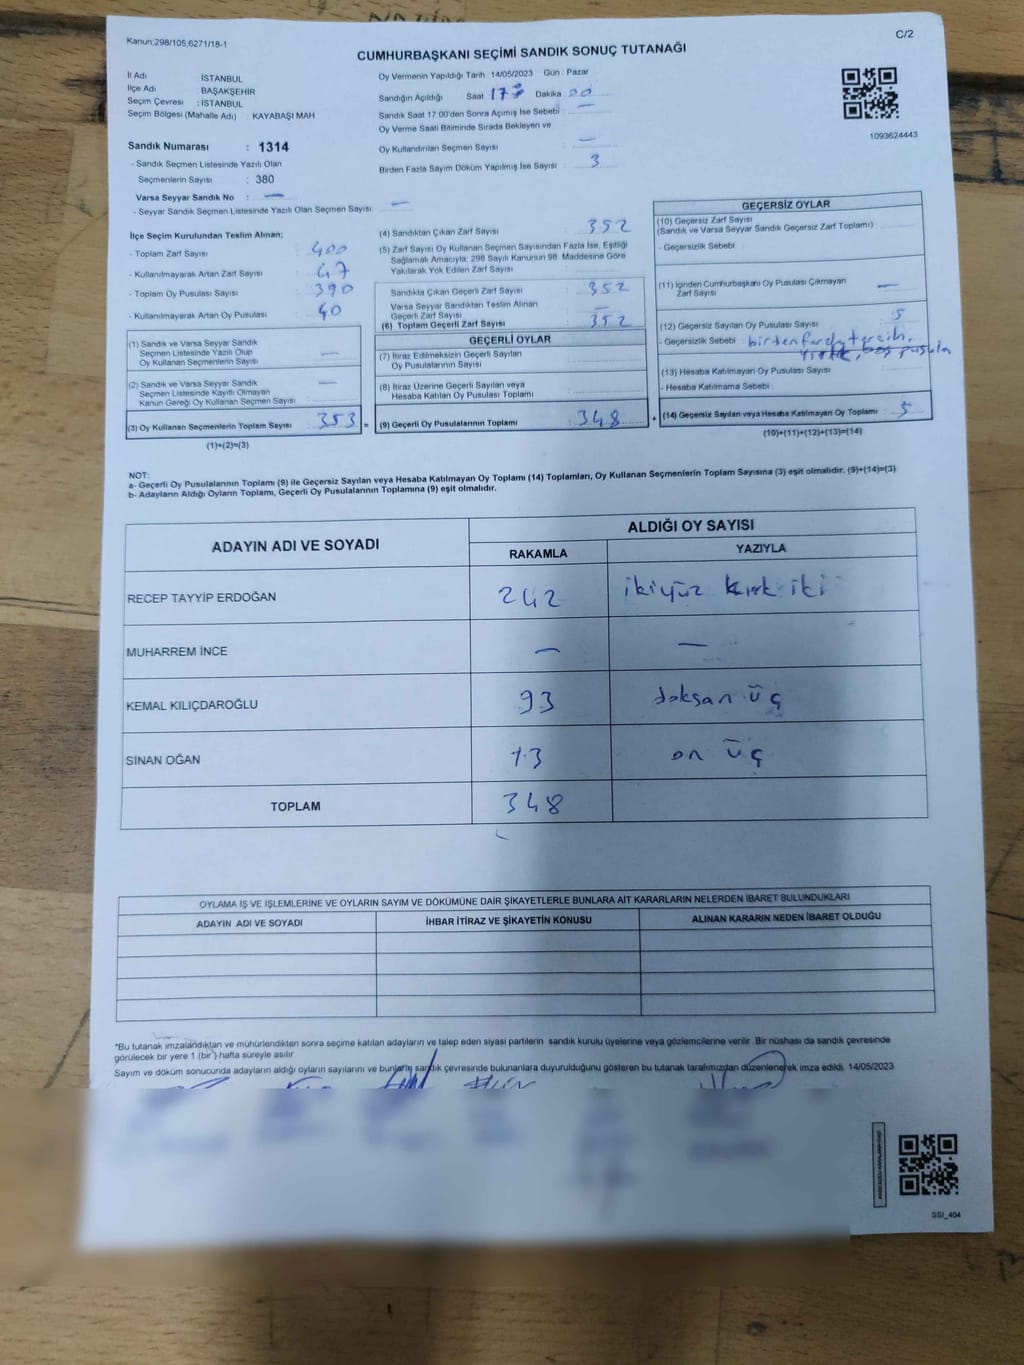 Kanun;298/105;6271/18-1
C/2
CUMHURBAŞKANI SEÇİMİ SANDIK SONUÇ TUTANAĞI
İl Adı İSTANBUL
İlçe Adı BAŞAKŞEHİR
Seçim Çevresi : İSTANBUL
Seçim Bölgesi (Mahalle Adı) : KAYABAŞI MAH
Sandık Numarası : 1314
- Sandık Seçmen Listesinde Yazılı Olan
Seçmenlerin Sayısı : 380
Varsa Seyyar Sandık No : —
- Seyyar Sandık Seçmen Listesinde Yazılı Olan Seçmen Sayısı : —
Oy Vermenin Yapıldığı Tarih : 14/05/2023 Gün : Pazar
Sandığın Açıldığı Saat 17 Dakika 00
Sandık Saat 17.00'den Sonra Açımış İse Sebebi : —
Oy Verme Saati Bitiminde Sırada Bekleyen ve
Oy Kullandırılan Seçmen Sayısı : —
Birden Fazla Sayım Döküm Yapılmış İse Sayısı : 3
1093624443
İlçe Seçim Kurulundan Teslim Alınan;
- Toplam Zarf Sayısı : 400
- Kullanılmayarak Artan Zarf Sayısı : 47
- Toplam Oy Pusulası Sayısı : 390
- Kullanılmayarak Artan Oy Pusulası : 40
(1) Sandık ve Varsa Seyyar Sandık
Seçmen Listesinde Yazılı Olup
Oy Kullanan Seçmenlerin Sayısı : —
(2) Sandık ve Varsa Seyyar Sandık
Seçmen Listesinde Kayıtlı Olmayan
Kanun Gereği Oy Kullanan Seçmen Sayısı : —
(3) Oy Kullanan Seçmenlerin Toplam Sayısı : 353 =
(1)+(2)=(3)
(4) Sandıktan Çıkan Zarf Sayısı : 352
(5) Zarf Sayısı Oy Kullanan Seçmen Sayısından Fazla İse, Eşitliği
Sağlamak Amacıyla, 298 Sayılı Kanunun 98. Maddesine Göre
Yakılarak Yok Edilen Zarf Sayısı :
Sandıkta Çıkan Geçerli Zarf Sayısı : 352
Varsa Seyyar Sandıktan Teslim Alınan
Geçerli Zarf Sayısı : —
(6) Toplam Geçerli Zarf Sayısı : 352
GEÇERLİ OYLAR
(7) İtiraz Edilmeksizin Geçerli Sayılan
Oy Pusulalarının Sayısı :
(8) İtiraz Üzerine Geçerli Sayılan veya
Hesaba Katılan Oy Pusulası Toplamı :
(9) Geçerli Oy Pusulalarının Toplamı : 348 +
GEÇERSİZ OYLAR
(10) Geçersiz Zarf Sayısı
(Sandık ve Varsa Seyyar Sandık Geçersiz Zarf Toplamı) :
- Geçersizlik Sebebi :
(11) İçinden Cumhurbaşkanı Oy Pusulası Çıkmayan
Zarf Sayısı : —
(12) Geçersiz Sayılan Oy Pusulası Sayısı : 5
- Geçersizlik Sebebi : birden fazla tercih,
yırtık, boş pusula
(13) Hesaba Katılmayan Oy Pusulası Sayısı :
- Hesaba Katılmama Sebebi :
(14) Geçersiz Sayılan veya Hesaba Katılmayan Oy Toplamı : 5
(10)+(11)+(12)+(13)=(14)
NOT:
a- Geçerli Oy Pusulalarının Toplamı (9) ile Geçersiz Sayılan veya Hesaba Katılmayan Oy Toplamı (14) Toplamları, Oy Kullanan Seçmenlerin Toplam Sayısına (3) eşit olmalıdır. (9)+(14)=(3)
b- Adayların Aldığı Oyların Toplamı, Geçerli Oy Pusulalarının Toplamına (9) eşit olmalıdır.
ADAYIN ADI VE SOYADI
ALDIĞI OY SAYISI
RAKAMLA
YAZIYLA
RECEP TAYYİP ERDOĞAN 242 ikiyüz kırk iki
MUHARREM İNCE — —
KEMAL KILIÇDAROĞLU 93 doksan üç
SİNAN OĞAN 13 on üç
TOPLAM 348
OYLAMA İŞ VE İŞLEMLERİNE VE OYLARIN SAYIM VE DÖKÜMÜNE DAİR ŞİKAYETLERLE BUNLARA AİT KARARLARIN NELERDEN İBARET BULUNDUKLARI
ADAYIN ADI VE SOYADI
İHBAR İTİRAZ VE ŞİKAYETİN KONUSU
ALINAN KARARIN NEDEN İBARET OLDUĞU
*Bu tutanak imzalandıktan ve mühürlendikten sonra seçime katılan adayların ve talep eden siyasi partilerin sandık kurulu üyelerine veya gözlemcilerine verilir. Bir nüshası da sandık çevresinde
görülecek bir yere 1 (bir ) hafta süreyle asılır.
Sayım ve döküm sonucunda adayların aldığı oyların sayılarını ve bunların sandık çevresinde bulunanlara duyurulduğunu gösteren bu tutanak tarafımızdan düzenlenerek imza edildi. 14/05/2023
SSI_404